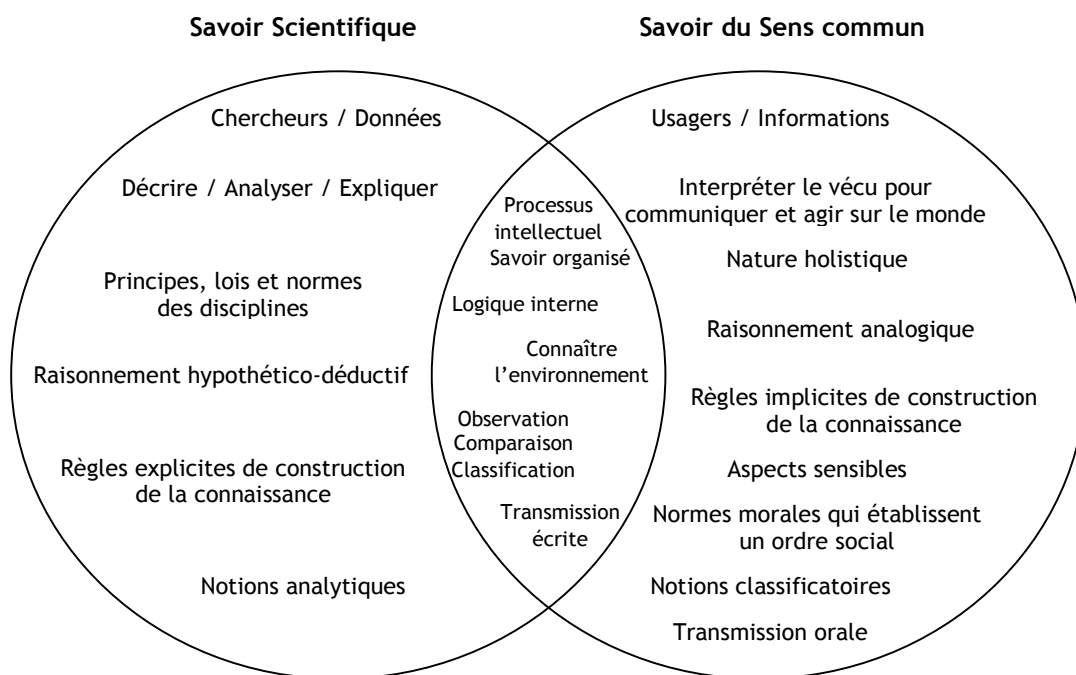 Savoir Scientifique
Savoir du Sens commun
Chercheurs / Données
Décrire / Analyser / Expliquer
Principes, lois et normes
des disciplines
Raisonnement hypothético-déductif
Règles explicites de construction
de la connaissance
Notions analytiques
Processus
intellectuel
Savoir organisé
Logique interne
Connaître
l’environnement
Observation
Comparaison
Classification
Transmission
écrite
Usagers / Informations
Interpréter le vécu pour
communiquer et agir sur le monde
Nature holistique
Raisonnement analogique
Règles implicites de construction
de la connaissance
Aspects sensibles
Normes morales qui établissent
un ordre social
Notions classificatoires
Transmission orale